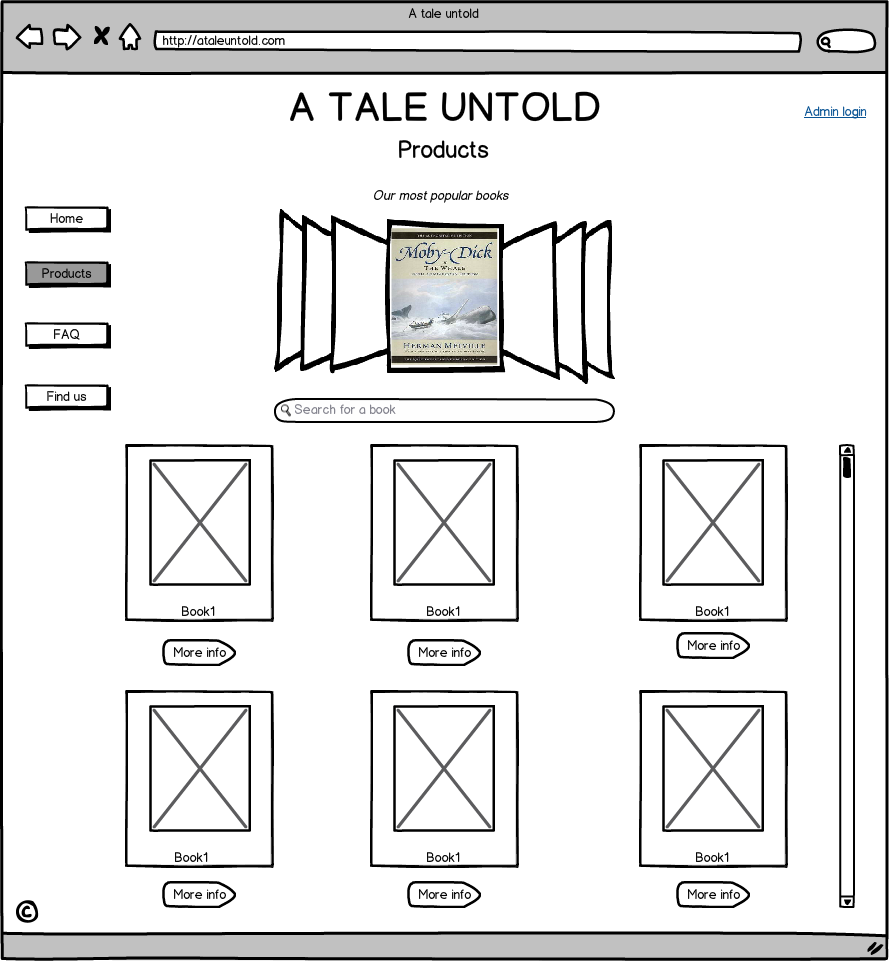 A tale untold
http://ataleuntold.com
A TALE UNTOLD
Admin login
Products
Our most popular books
Home
Products
FAQ
Find us
Moby-Dick
THE WHALE
HERMAN MELVILLE
Search for a book
Book1
Book1
Book1
More info
More info
More info
Book1
Book1
Book1
More info
More info
More info
©